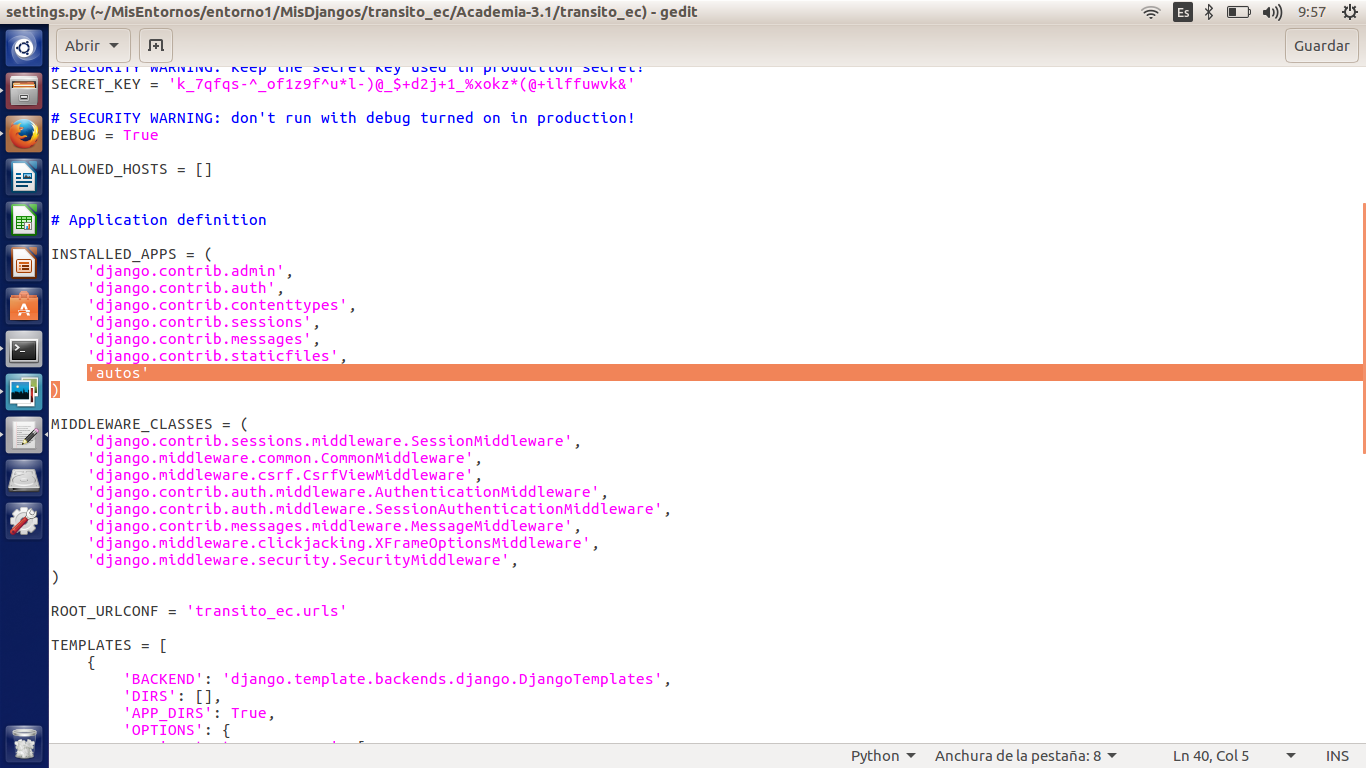 settings.py (~/MisEntornos/entorno1/MisDjangos/transito_ec/Academia-3.1/transito_ec) - gedit
Es
9:57
Abrir
Guardar
# SECURITY WARNING: keep the secret key used in production secret!
SECRET_KEY = 'k_7qfqs-^_of1z9f^u*l-)@_$+d2j+1_%xokz*(@+ilffuwvk&'
# SECURITY WARNING: don't run with debug turned on in production!
DEBUG = True
ALLOWED_HOSTS = []
# Application definition
INSTALLED_APPS = (
    'django.contrib.admin',
    'django.contrib.auth',
    'django.contrib.contenttypes',
    'django.contrib.sessions',
    'django.contrib.messages',
    'django.contrib.staticfiles',
    'autos'
)
MIDDLEWARE_CLASSES = (
    'django.contrib.sessions.middleware.SessionMiddleware',
    'django.middleware.common.CommonMiddleware',
    'django.middleware.csrf.CsrfViewMiddleware',
    'django.contrib.auth.middleware.AuthenticationMiddleware',
    'django.contrib.auth.middleware.SessionAuthenticationMiddleware',
    'django.contrib.messages.middleware.MessageMiddleware',
    'django.middleware.clickjacking.XFrameOptionsMiddleware',
    'django.middleware.security.SecurityMiddleware',
)
ROOT_URLCONF = 'transito_ec.urls'
TEMPLATES = [
    {
        'BACKEND': 'django.template.backends.django.DjangoTemplates',
        'DIRS': [],
        'APP_DIRS': True,
        'OPTIONS': {
Python
Anchura de la pestaña: 8
Ln 40, Col 5
INS